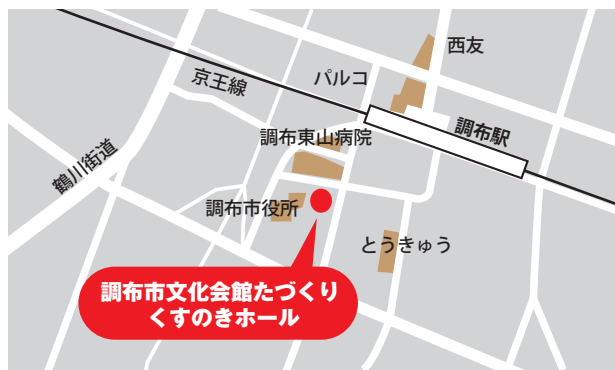 西友
パルコ
京王線
調布駅
調布東山病院
鶴川街道
調布市役所
とうきゅう
調布市文化会館たづくり
くすのきホール